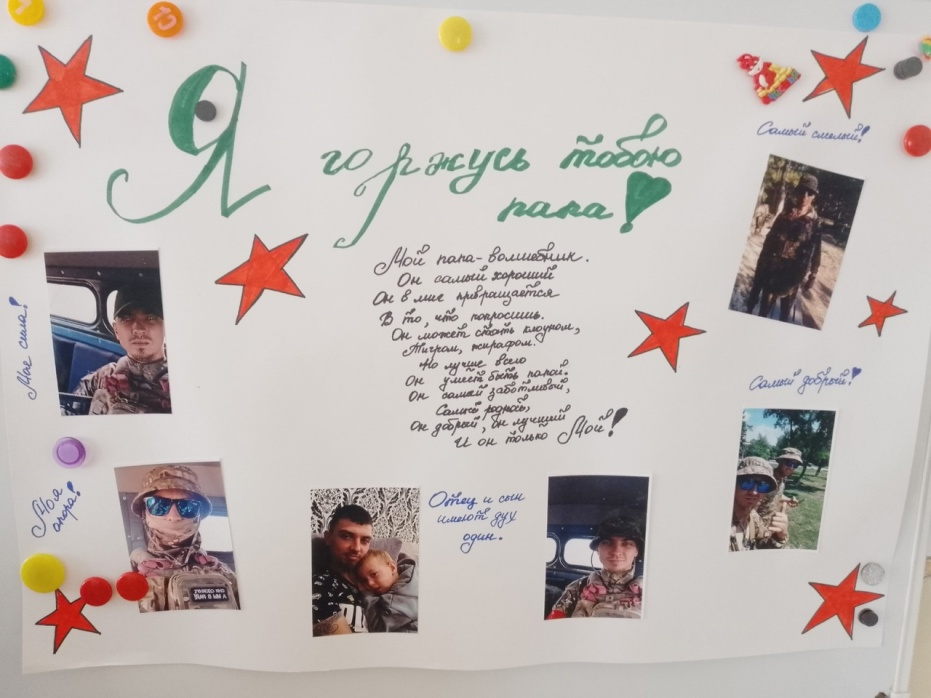 Я горжусь тобою
папа!
Самый смелый!
Мой папа-волшебник.
Он самый хороший
Он в миг превращается
В то, что попросишь.
Он может стать клоуном,
Тигром, жирафом.
Но лучше всего
Он умеет быть папой.
Он самый заботливый,
Самый родной,
Он добрый, он лучший
И он только Мой!
Моя сила!
Самый добрый!
Моя
опора!
Отец и сын
имеют дух
один.